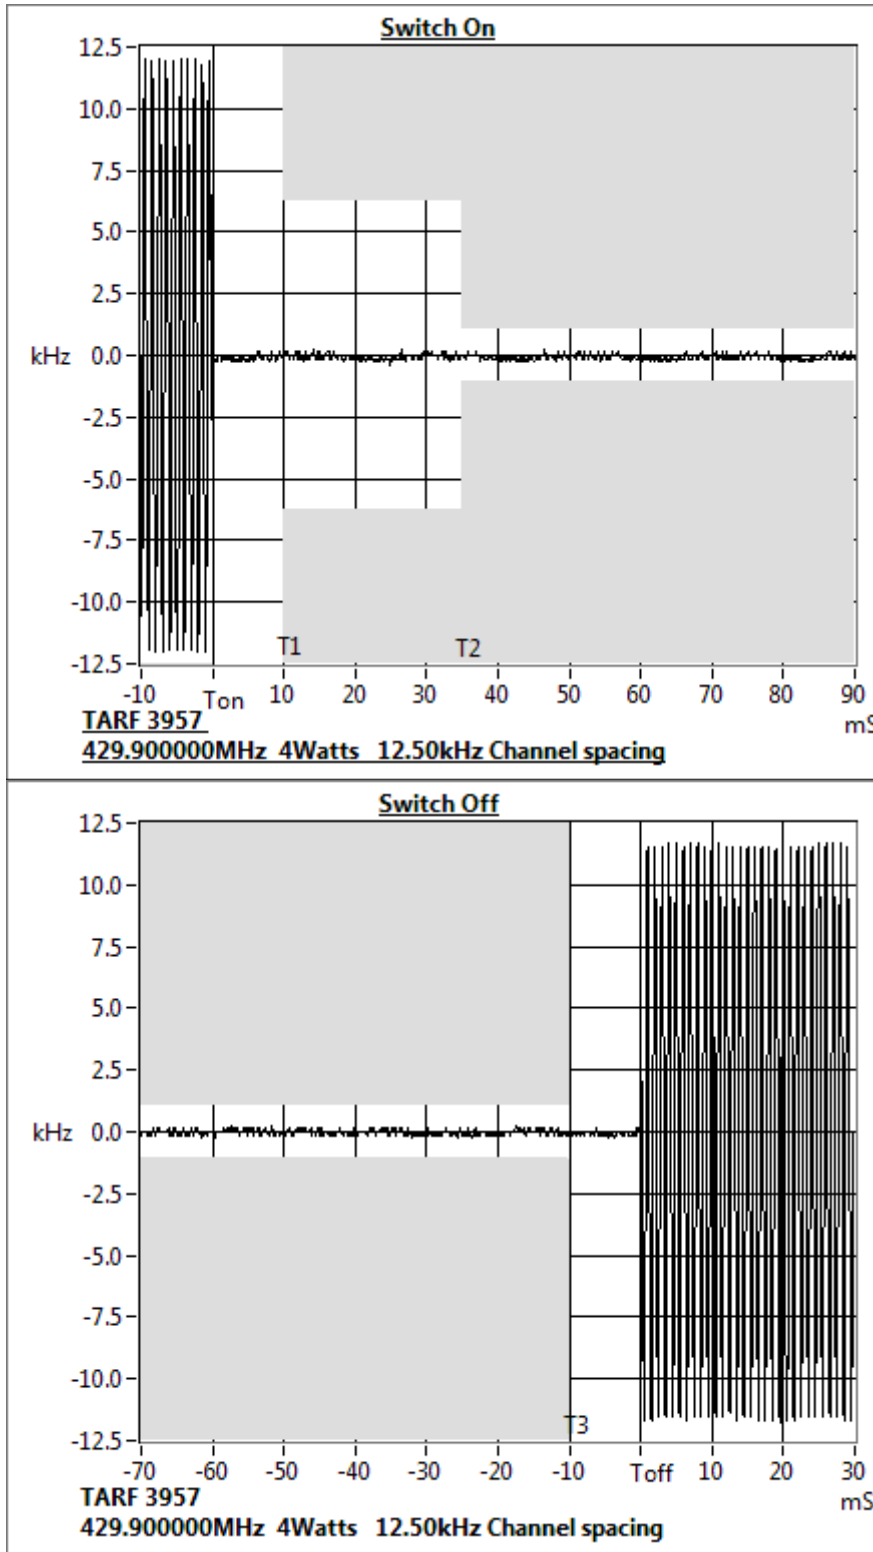 Switch On
12.5
10.0
7.5
5.0
2.5
kHz 0.0
-2.5
-5.0
-7.5
-10.0
T1 T2
-12.5
-10 Ton 10 20 30 40 50 60 70 80 90
mS
TARF 3957
429.900000MHz 4Watts 12.50kHz Channel spacing
Switch Off
12.5
10.0
7.5
5.0
2.5
kHz 0.0
-2.5
-5.0
-7.5
-10.0
T3
-12.5
-70 -60 -50 -40 -30 -20 -10 Toff 10 20 30
mS
TARF 3957
429.900000MHz 4Watts 12.50kHz Channel spacing